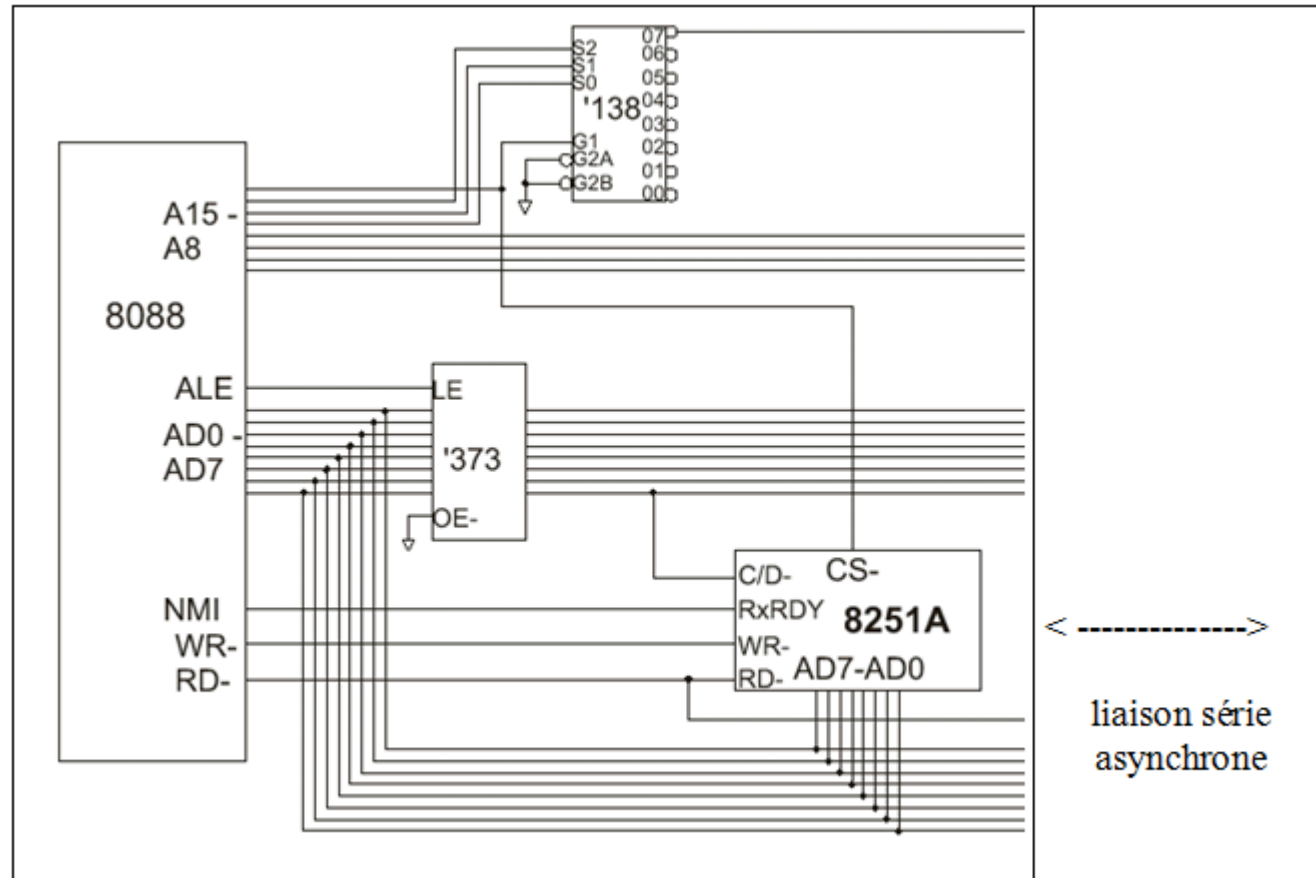 S2
S1
S0
'138
G1
G2A
G2B
07
06
05
04
03
02
01
00
A15 -
A8
8088
ALE
AD0 -
AD7
NMI
WR-
RD-
LE
'373
OE-
C/D- CS-
RxRDY 8251A
WR-
RD- AD7-AD0
< -------------->
liaison série
asynchrone